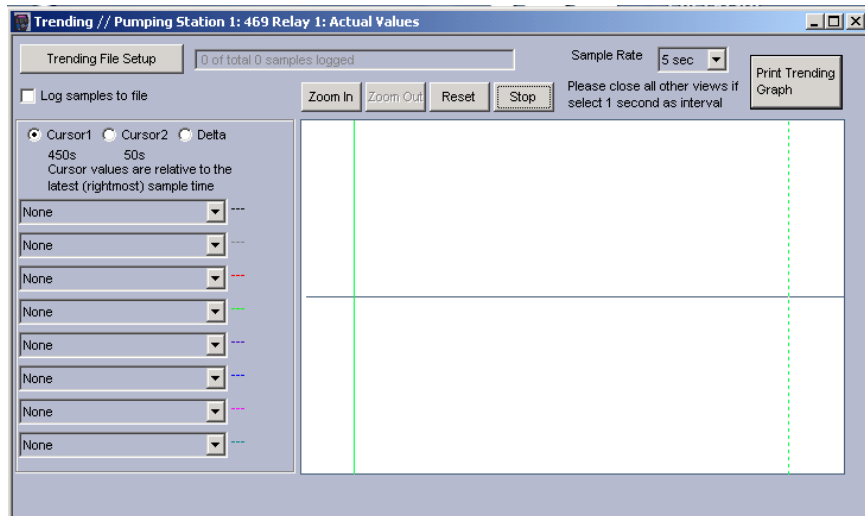 Trending // Pumping Station 1: 469 Relay 1: Actual Values
Trending File Setup
0 of total 0 samples logged
Sample Rate
5 sec
Print Trending
Graph
Log samples to file
Zoom In
Zoom Out
Reset
Stop
Please close all other views if
select 1 second as interval
Cursor1
Cursor2
Delta
450s
50s
Cursor values are relative to the
latest (rightmost) sample time
None
---
None
---
None
---
None
---
None
---
None
---
None
---
None
---